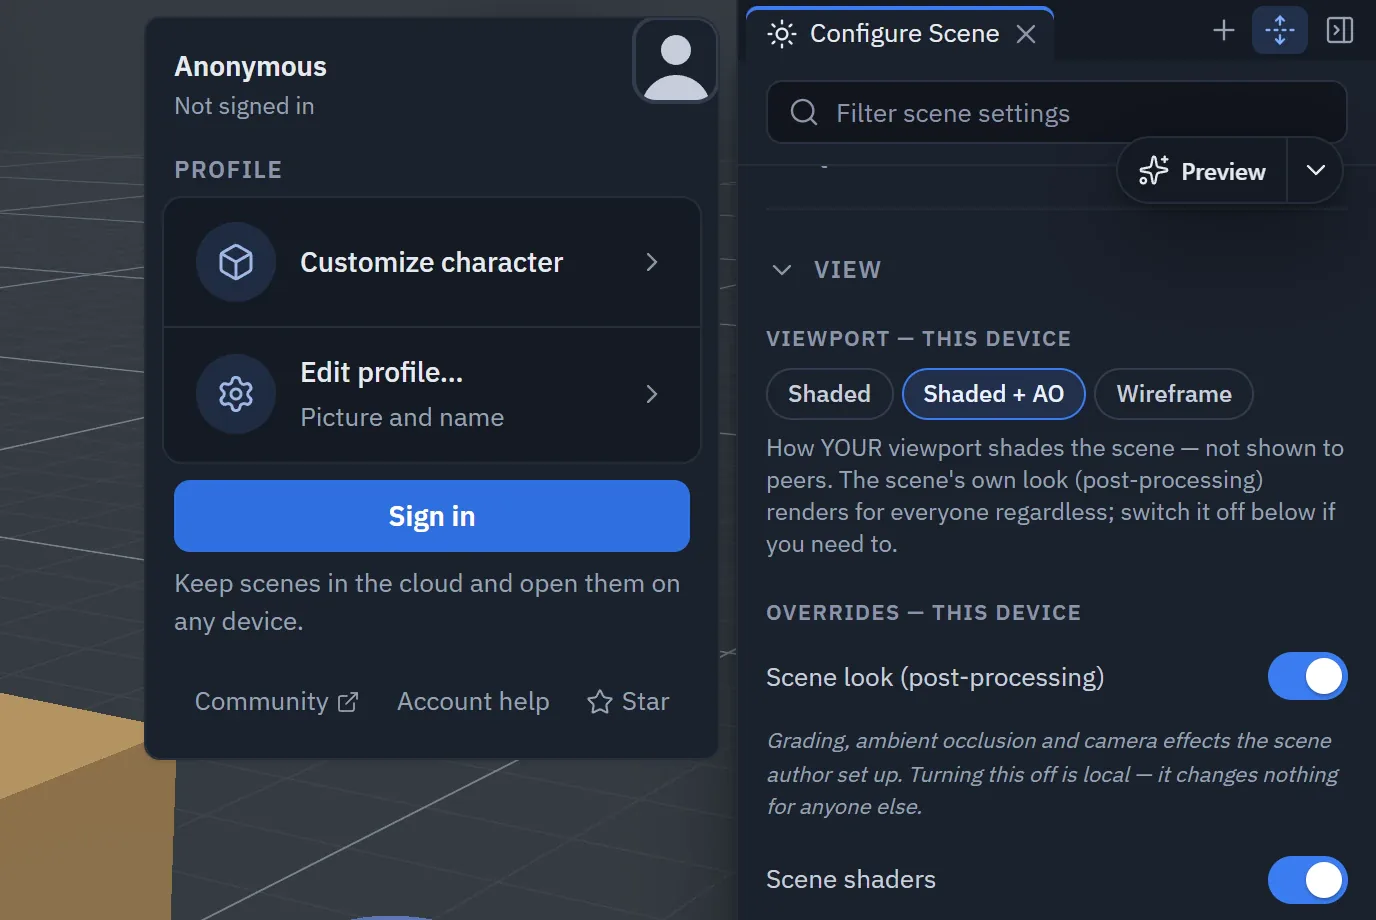 Anonymous
Not signed in
PROFILE
Customize character
Edit profile...
Picture and name
Sign in
Keep scenes in the cloud and open them on
any device.
Community
Account help
Star
Configure Scene
Filter scene settings
Preview
VIEW
VIEWPORT — THIS DEVICE
Shaded
Shaded + AO
Wireframe
How YOUR viewport shades the scene — not shown to
peers. The scene's own look (post-processing)
renders for everyone regardless; switch it off below if
you need to.
OVERRIDES — THIS DEVICE
Scene look (post-processing)
Grading, ambient occlusion and camera effects the scene
author set up. Turning this off is local — it changes nothing
for anyone else.
Scene shaders